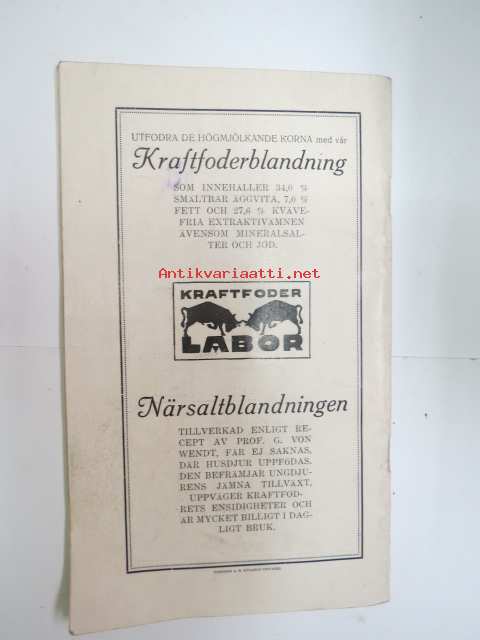 UTFODRA DE HÖGMJÖLKANDE KORNA med vår
Kraftfoderblandning
SOM INNEHÅLLER 34,0 %
SMÄLTBAR ÄGGVITA, 7,0 %
FETT OCH 27,6 % KVÄVE-
FRIA EXTRAKTIVÄMNEN
ÄVENSOM MINERALSAL-
TER OCH JOD.
Antikvariaatti.net
KRAFTFODER
LABOR
Närsaltblandningen
TILLVERKAD ENLIGT RE-
CEPT AV PROF. G. VON
WENDT, FÅR EJ SAKNAS,
DÄR HUSDJUR UPPFÖDAS.
DEN BEFRÄMJAR UNGDJU-
RENS JÄMNA TILLVÄXT,
UPPVÄGER KRAFTFOD-
RETS ENSIDIGHETER OCH
ÄR MYCKET BILLIGT I DAG-
LIGT BRUK.